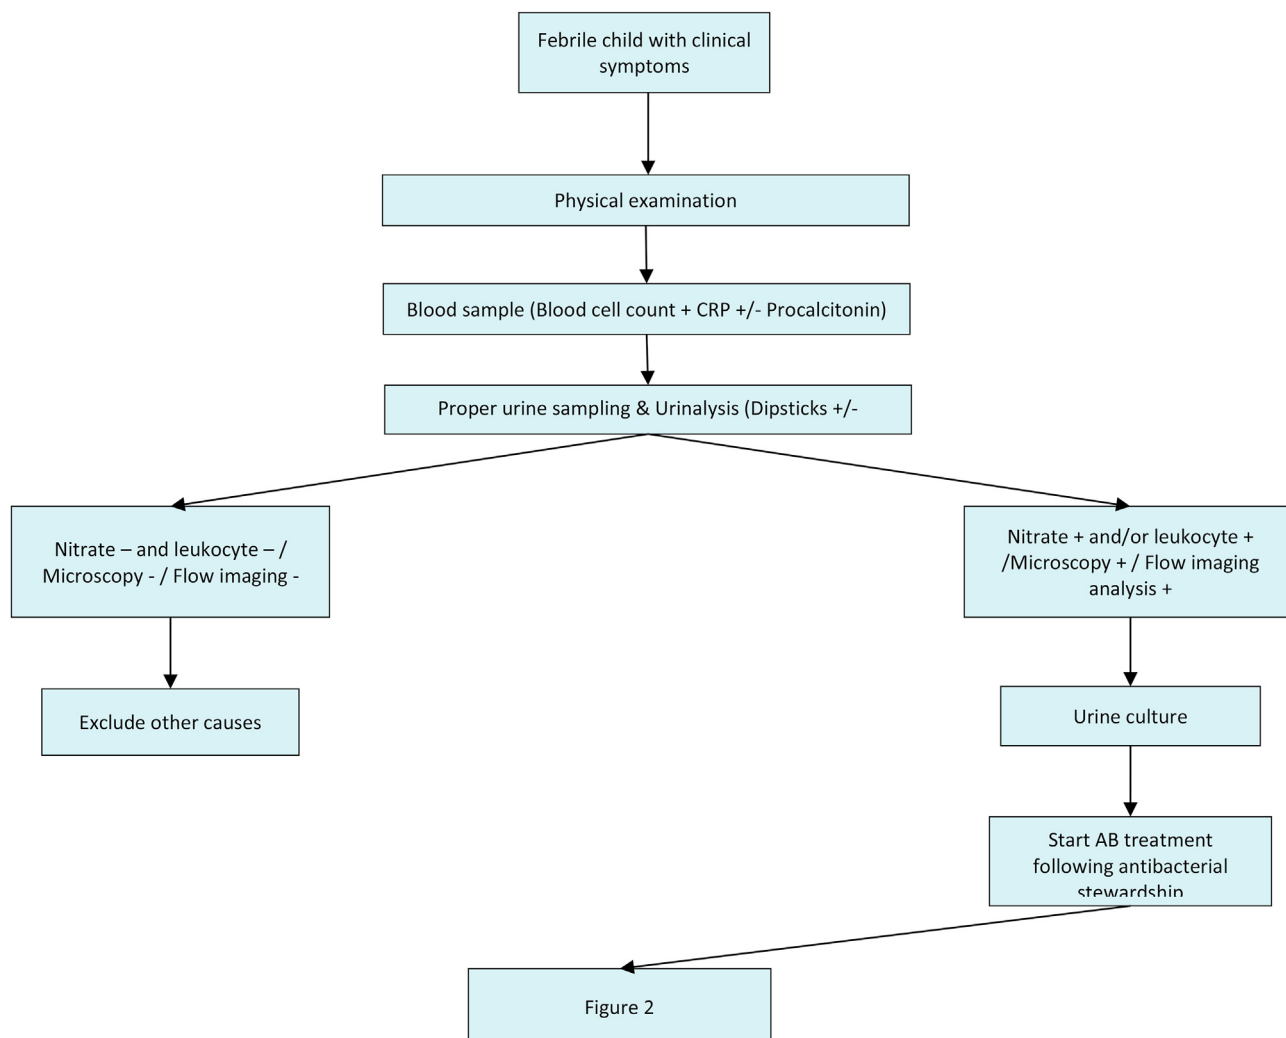 Febrile child with clinical
symptoms
Physical examination
Blood sample (Blood cell count + CRP +/- Procalcitonin)
Proper urine sampling & Urinalysis (Dipsticks +/-
Nitrate – and leukocyte – /
Microscopy - / Flow imaging -
Nitrate + and/or leukocyte +
/Microscopy + / Flow imaging
analysis +
Exclude other causes
Urine culture
Start AB treatment
following antibacterial
stewardship
Figure 2